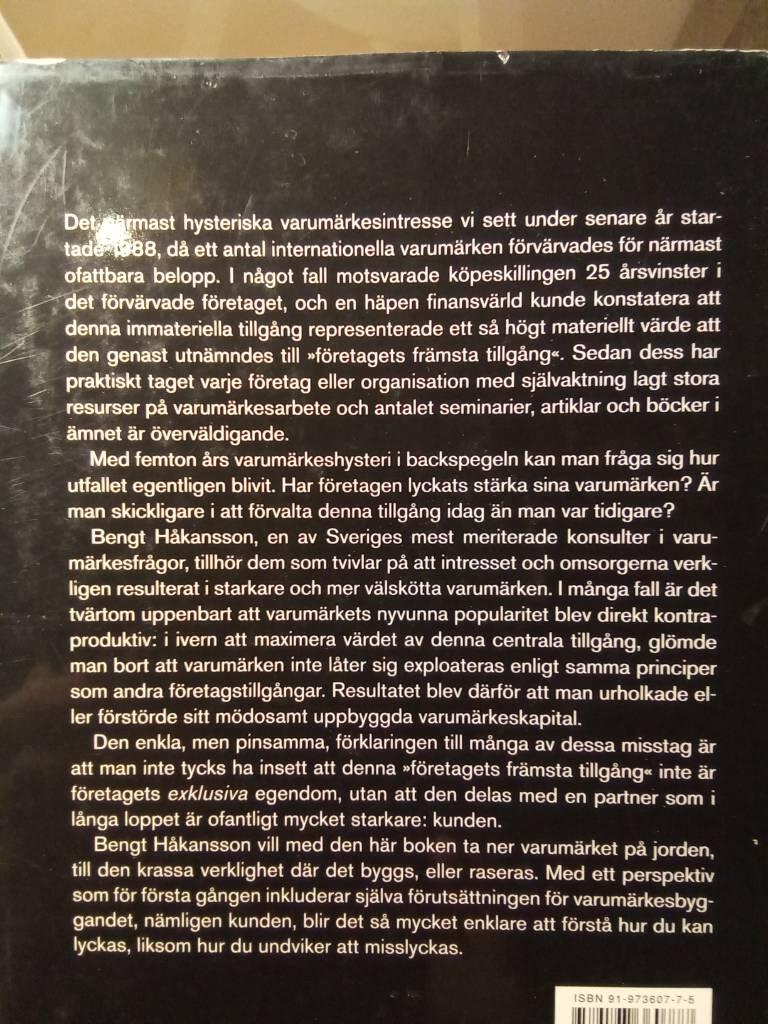 Det närmast hysteriska varumärkesintresse vi sett under senare år star-
tade 1988, då ett antal internationella varumärken förvärvades för närmast
ofattbara belopp. I något fall motsvarade köpeskillingen 25 årsvinster i
det förvärvade företaget, och en häpen finansvärld kunde konstatera att
denna immateriella tillgång representerade ett så högt materiellt värde att
den genast utnämndes till »företagets främsta tillgång«. Sedan dess har
praktiskt taget varje företag eller organisation med självaktning lagt stora
resurser på varumärkesarbete och antalet seminarier, artiklar och böcker i
ämnet är överväldigande.
Med femton års varumärkeshysteri i backspegeln kan man fråga sig hur
utfallet egentligen blivit. Har företagen lyckats stärka sina varumärken? Är
man skickligare i att förvalta denna tillgång idag än man var tidigare?
Bengt Håkansson, en av Sveriges mest meriterade konsulter i varu-
märkesfrågor, tillhör dem som tvivlar på att intresset och omsorgerna verk-
ligen resulterat i starkare och mer välskötta varumärken. I många fall är det
tvärtom uppenbart att varumärkets nyvunna popularitet blev direkt kontra-
produktiv: i ivern att maximera värdet av denna centrala tillgång, glömde
man bort att varumärken inte låter sig exploateras enligt samma principer
som andra företagstillgångar. Resultatet blev därför att man urholkade el-
ler förstörde sitt mödosamt uppbyggda varumärkeskapital.
Den enkla, men pinsamma, förklaringen till många av dessa misstag är
att man inte tycks ha insett att denna »företagets främsta tillgång« inte är
företagets exklusiva egendom, utan att den delas med en partner som i
långa loppet är ofantligt mycket starkare: kunden.
Bengt Håkansson vill med den här boken ta ner varumärket på jorden,
till den krassa verklighet där det byggs, eller raseras. Med ett perspektiv
som för första gången inkluderar själva förutsättningen för varumärkesbyg-
gandet, nämligen kunden, blir det så mycket enklare att förstå hur du kan
lyckas, liksom hur du undviker att misslyckas.
ISBN 91-973607-7-5